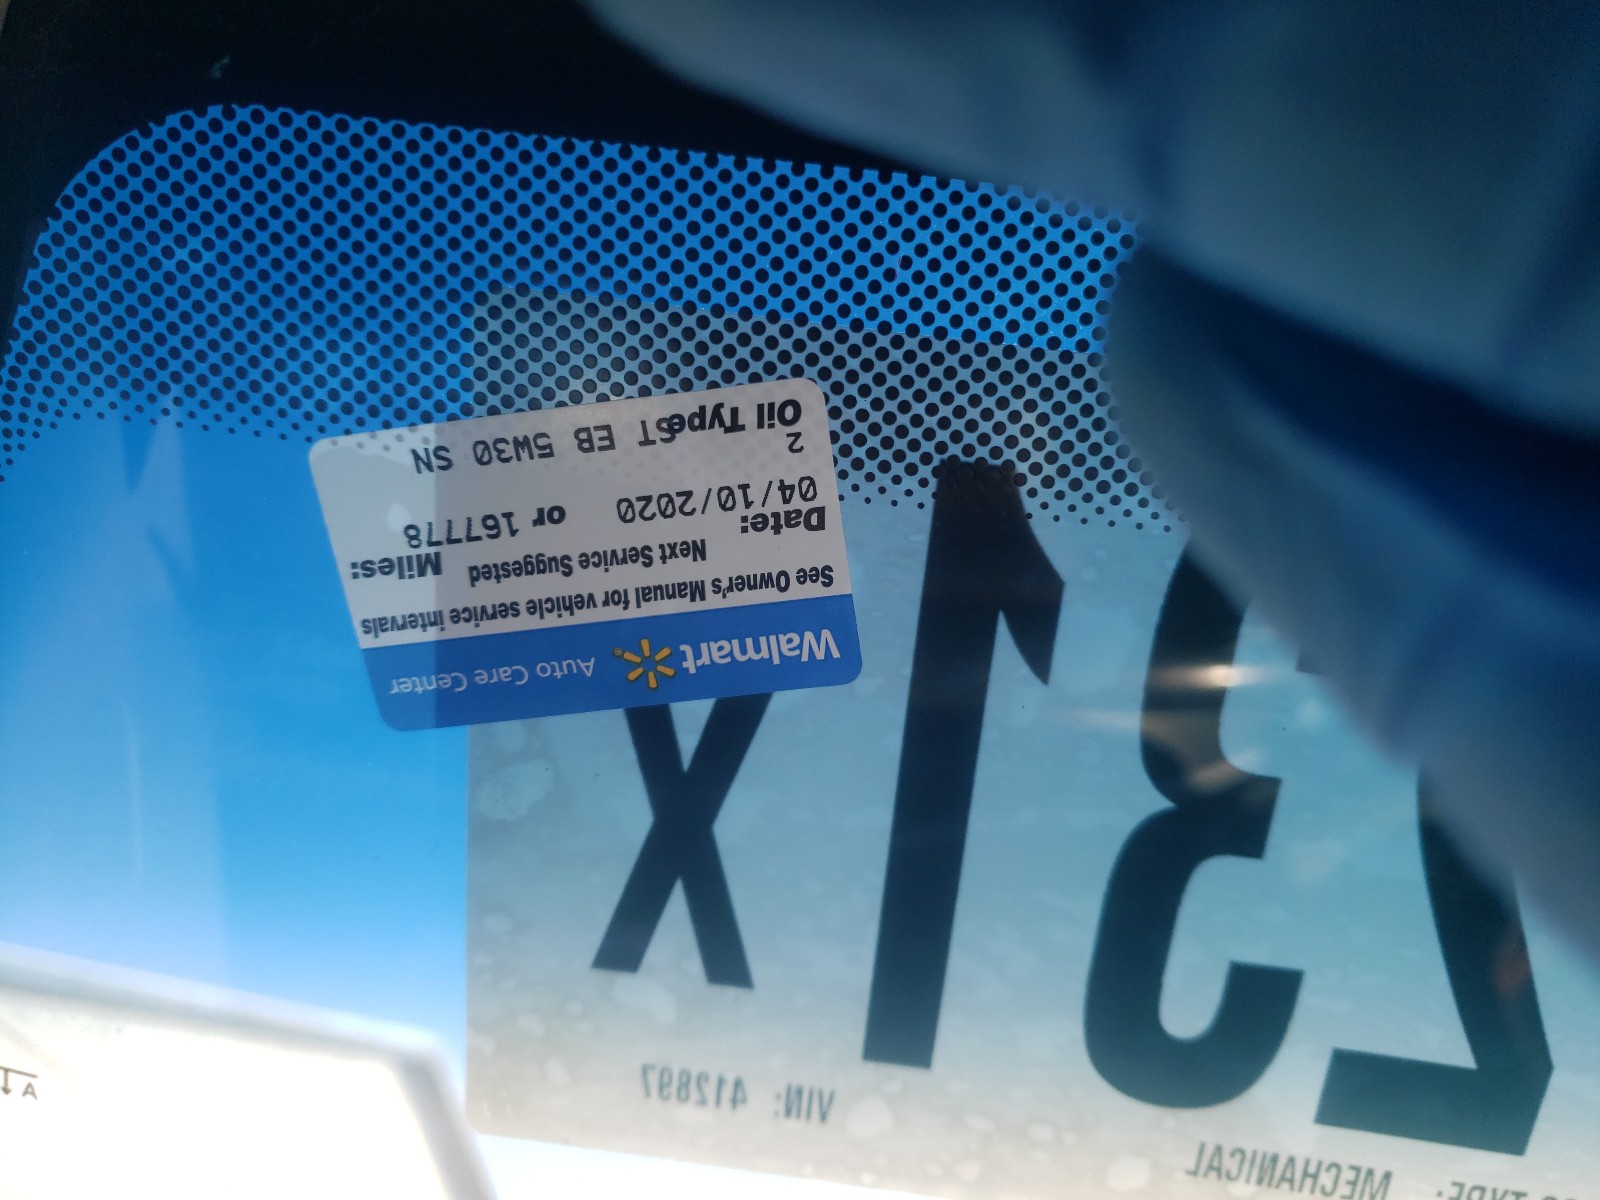 Walmart Auto Care Center
See Owner's Manual for vehicle service intervals
Next Service Suggested
Date: Miles:
04/10/2020 or 167778
2
Oil Type ST EB 5W30 SN
X
VIN: 412897
MECHANICAL
A